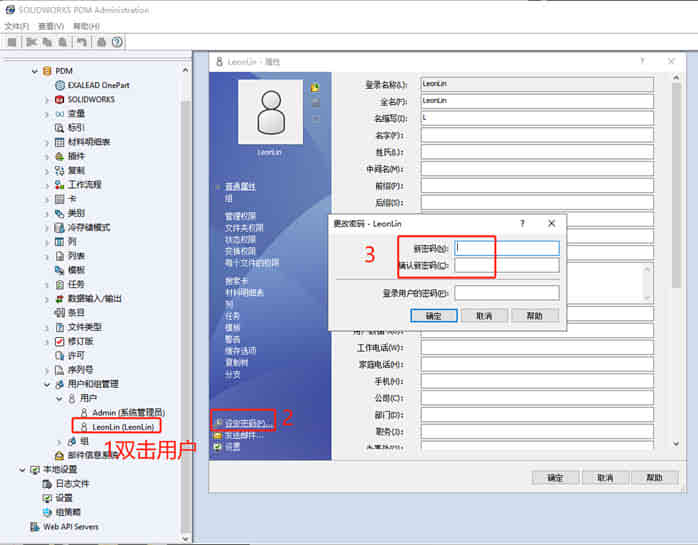 SOLIDWORKS PDM Administration
文件(F) 查看(V) 帮助(H)
PDM
EXALEAD OnePart
SOLIDWORKS
变量
标引
材料明细表
插件
复制
工作流程
卡
类别
冷存储模式
列
列表
模板
任务
数据输入/输出
条目
文件类型
修订版
许可
序列号
用户和组管理
用户
Admin (系统管理员)
LeonLin (LeonLin)
1双击用户
组
部件信息系统
本地设置
日志文件
设置
组策略
Web API Servers
LeonLin - 属性
LeonLin
普通属性
组
管理权限
文件夹权限
状态权限
变换权限
每个文件的权限
搜索卡
材料明细表
列
任务
模板
警告
缓存选项
复制树
分支
设定密码(P)...
2
发送邮件...
设置
登录名称(L): LeonLin
全名(F): LeonLin
名缩写(I): L
名字(F):
姓氏(L):
中间名(M):
前缀(P):
后缀(S):
更改密码 - LeonLin
3
新密码(N):
确认新密码(C):
登录用户的密码(P):
确定 取消 帮助
工作电话(W):
家庭电话(M):
手机(H):
公司(C):
部门(D):
职务(J):
确定 取消 帮助